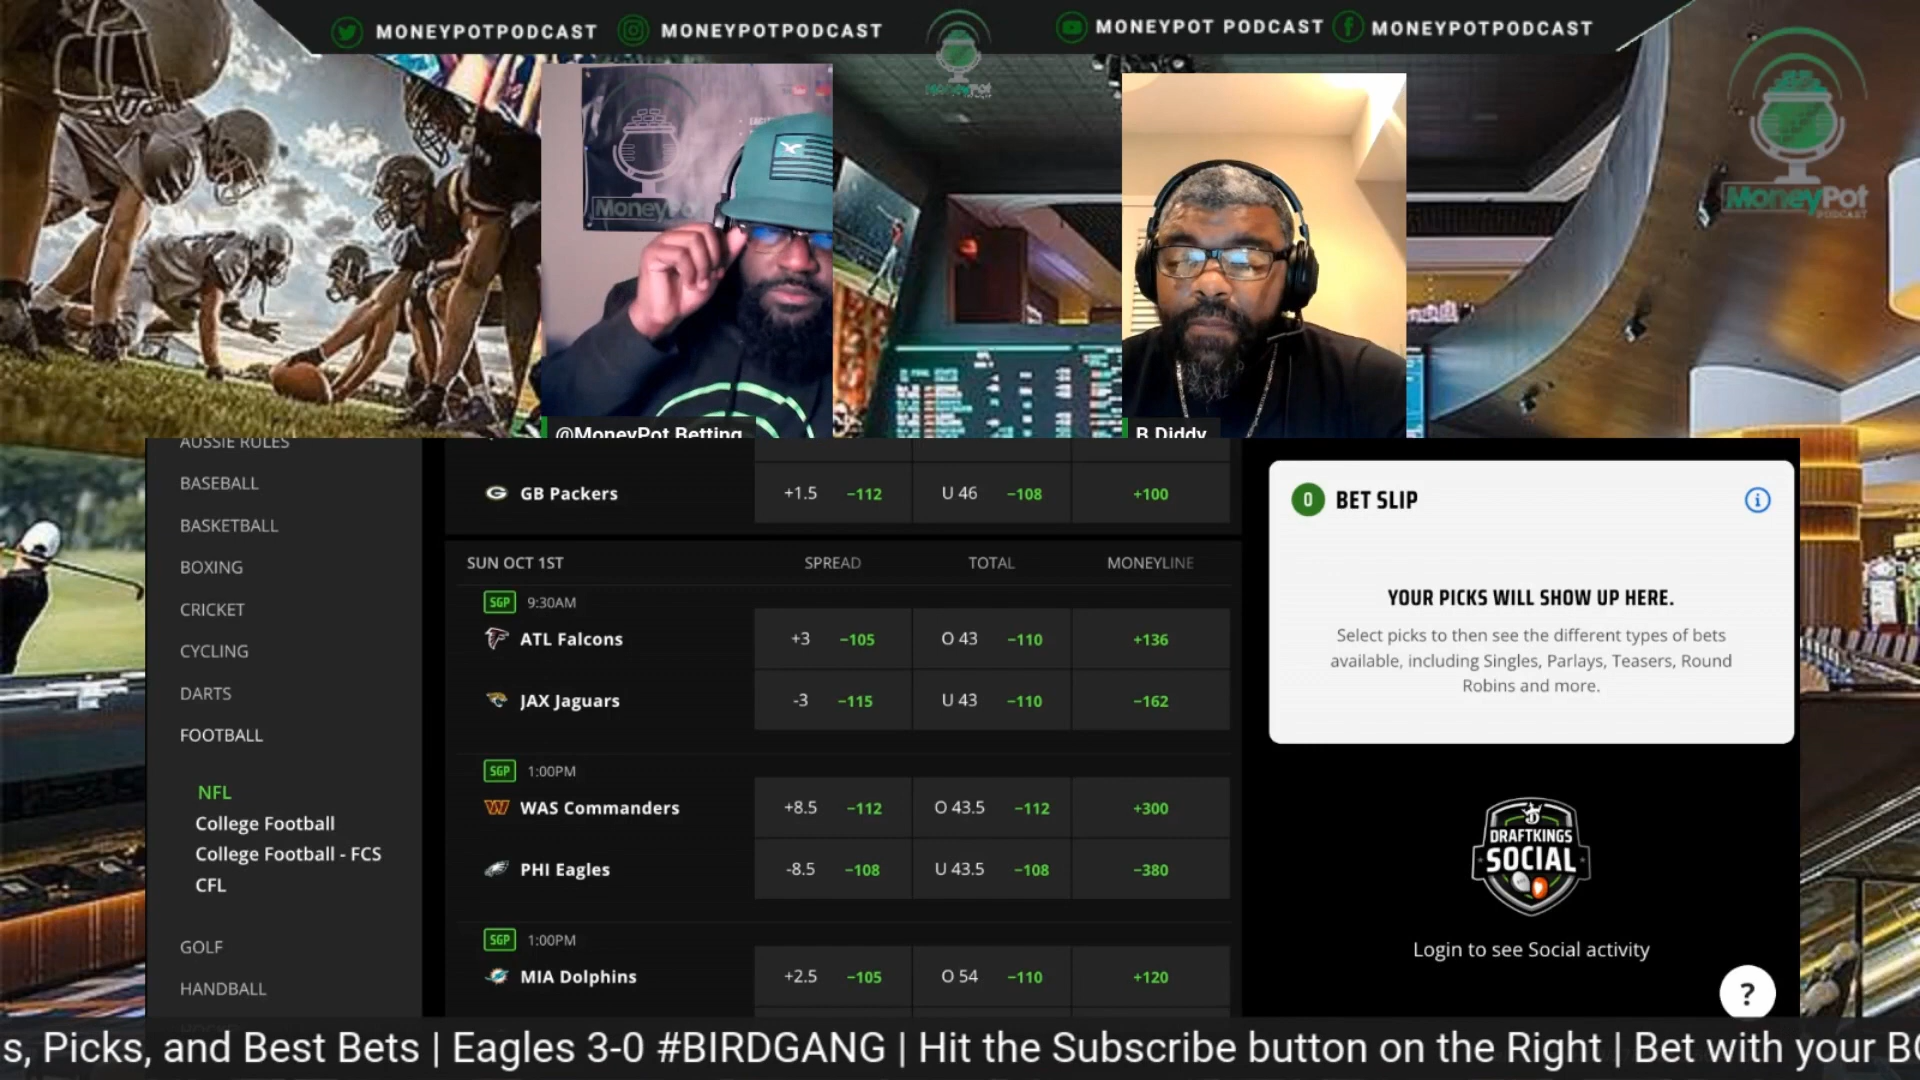 MONEYPOTPODCAST
MONEYPOTPODCAST
MONEYPOT PODCAST
MONEYPOTPODCAST
MoneyPot
MoneyPot
PODCAST
MoneyPot
@MoneyPot Betting
B Diddy
AUSSIE RULES
BASEBALL
BASKETBALL
BOXING
CRICKET
CYCLING
DARTS
FOOTBALL
NFL
College Football
College Football - FCS
CFL
GOLF
HANDBALL
GB Packers +1.5 −112 U 46 −108 +100
SUN OCT 1ST SPREAD TOTAL MONEYLINE
SGP 9:30AM
ATL Falcons +3 −105 O 43 −110 +136
JAX Jaguars -3 −115 U 43 −110 −162
SGP 1:00PM
WAS Commanders +8.5 −112 O 43.5 −112 +300
PHI Eagles -8.5 −108 U 43.5 −108 −380
SGP 1:00PM
MIA Dolphins +2.5 −105 O 54 −110 +120
0 BET SLIP
YOUR PICKS WILL SHOW UP HERE.
Select picks to then see the different types of bets
available, including Singles, Parlays, Teasers, Round
Robins and more.
DRAFTKINGS
SOCIAL
Login to see Social activity
?
s, Picks, and Best Bets | Eagles 3-0 #BIRDGANG | Hit the Subscribe button on the Right | Bet with your